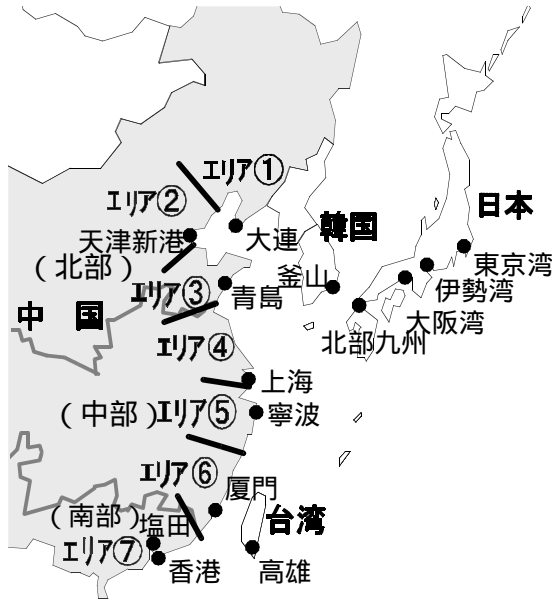 エリア①
エリア②
日本
天津新港
大連
韓国
(北部)
東京湾
釜山
エリア③
青島
伊勢湾
中国
大阪湾
北部九州
エリア④
上海
(中部)
エリア⑤
寧波
エリア⑥
厦門
(南部)
塩田
台湾
エリア⑦
香港
高雄